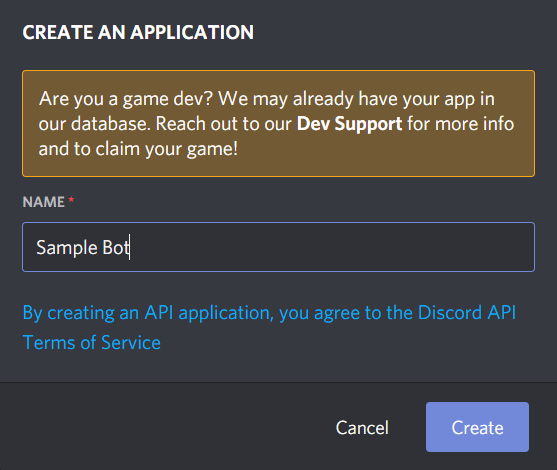 CREATE AN APPLICATION
Are you a game dev? We may already have your app in
our database. Reach out to our Dev Support for more info
and to claim your game!
NAME *
Sample Bot
By creating an API application, you agree to the Discord API
Terms of Service
Cancel
Create